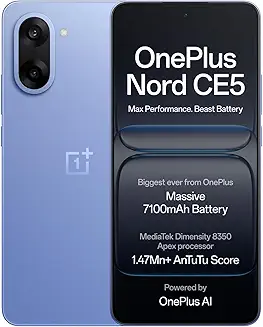 OnePlus
Nord CE5
Max Performance. Beast Battery
Biggest ever from OnePlus
Massive
7100mAh Battery
MediaTek Dimensity 8350
Apex processor
1.47Mn+ AnTuTu Score
Powered by
OnePlus AI